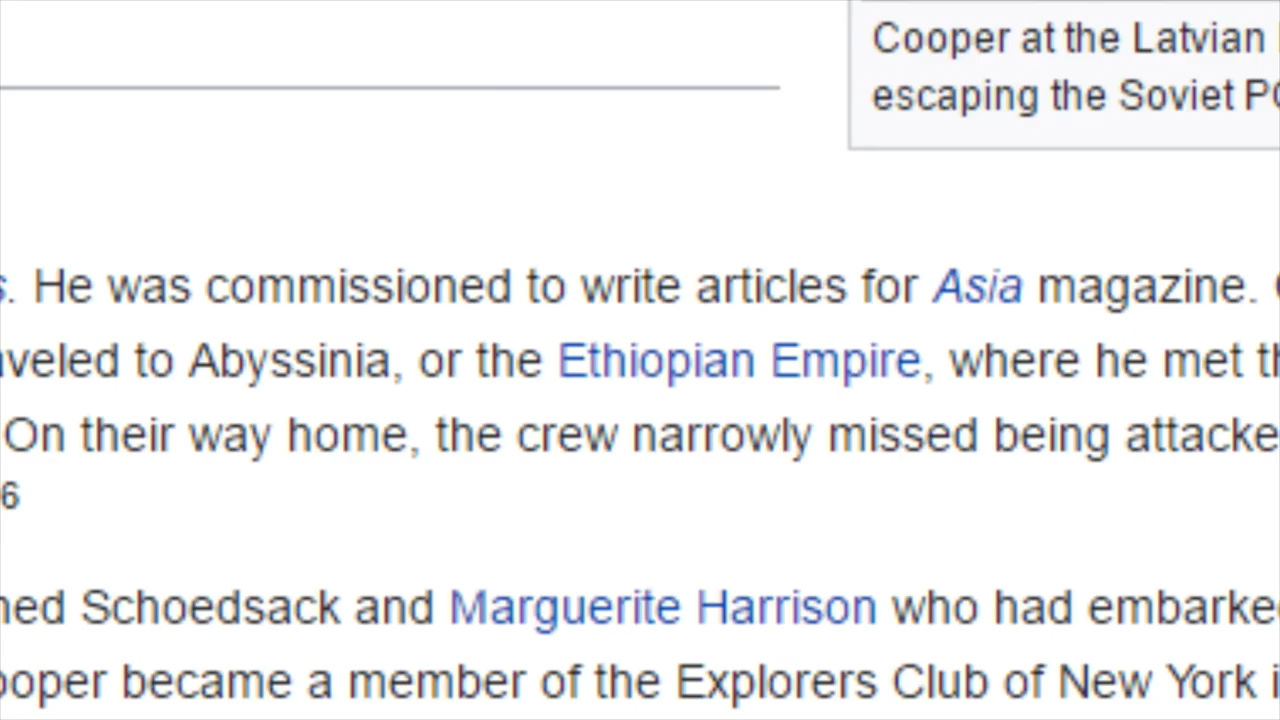 Cooper at the Latvian
escaping the Soviet
. He was commissioned to write articles for Asia magazine.
to Abyssinia, or the Ethiopian Empire, where he met
On their way home, the crew narrowly missed being
6
Schoedsack and Marguerite Harrison who had
became a member of the Explorers Club of New York